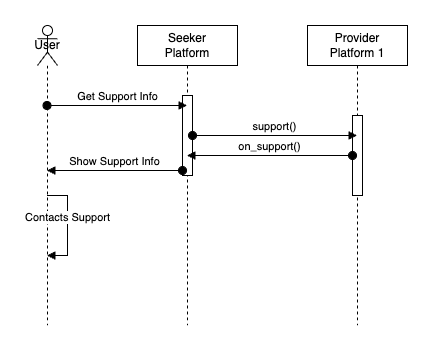 User
Seeker
Platform
Provider
Platform 1
Get Support Info
support()
on_support()
Show Support Info
Contacts Support